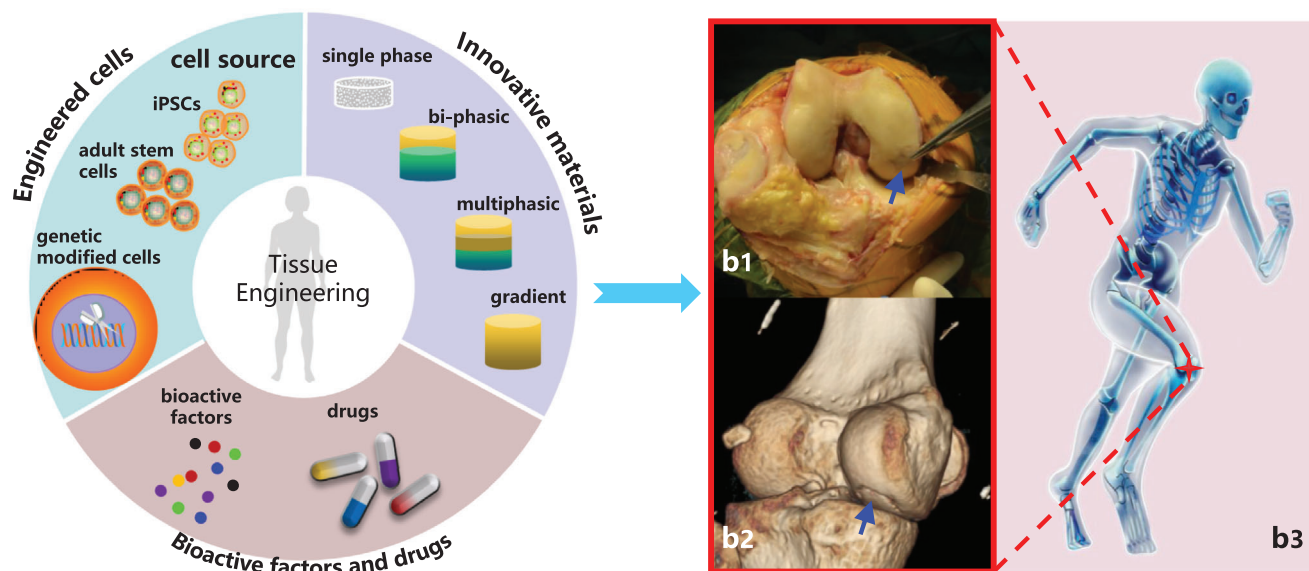 Engineered cells
cell source
iPSCs
adult stem
cells
genetic
modified cells
Innovative materials
single phase
bi-phasic
multiphasic
gradient
Tissue
Engineering
bioactive
factors
drugs
Bioactive factors and drugs
b1
b2
b3